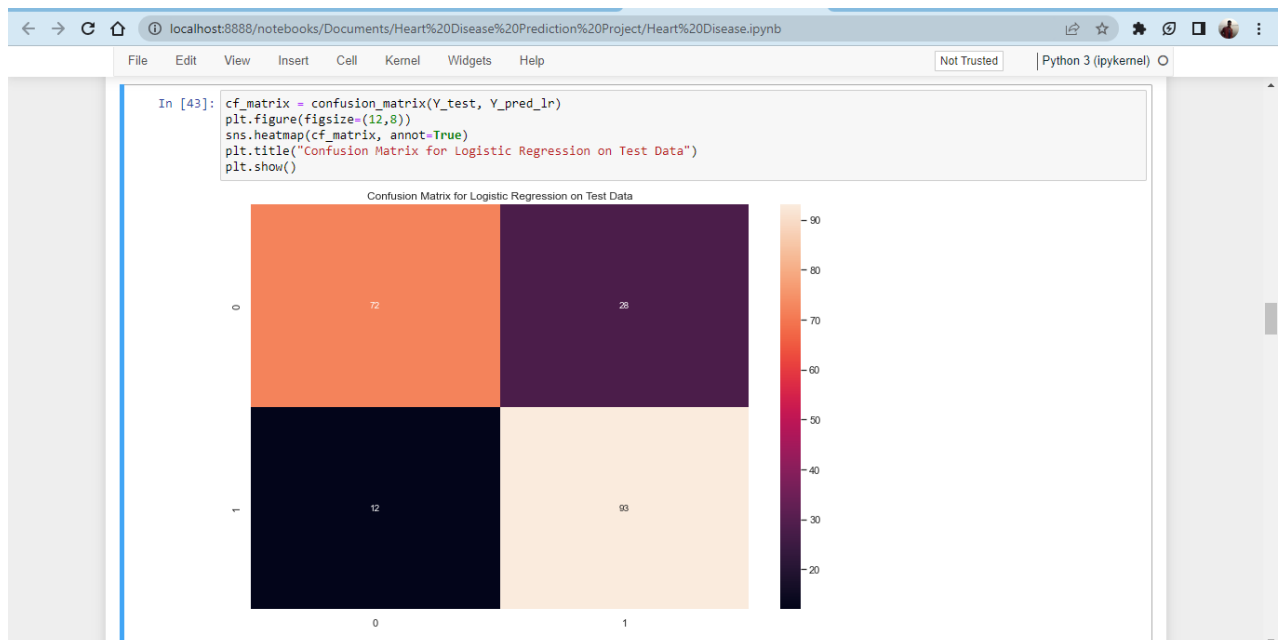 localhost:8888/notebooks/Documents/Heart%20Disease%20Prediction%20Project/Heart%20Disease.ipynb
File Edit View Insert Cell Kernel Widgets Help Not Trusted Python 3 (ipykernel)
In [43]: cf_matrix = confusion_matrix(Y_test, Y_pred_lr)
plt.figure(figsize=(12,8))
sns.heatmap(cf_matrix, annot=True)
plt.title("Confusion Matrix for Logistic Regression on Test Data")
plt.show()
Confusion Matrix for Logistic Regression on Test Data
90
80
0 72 28
70
60
50
40
1 12 93
30
20
0 1